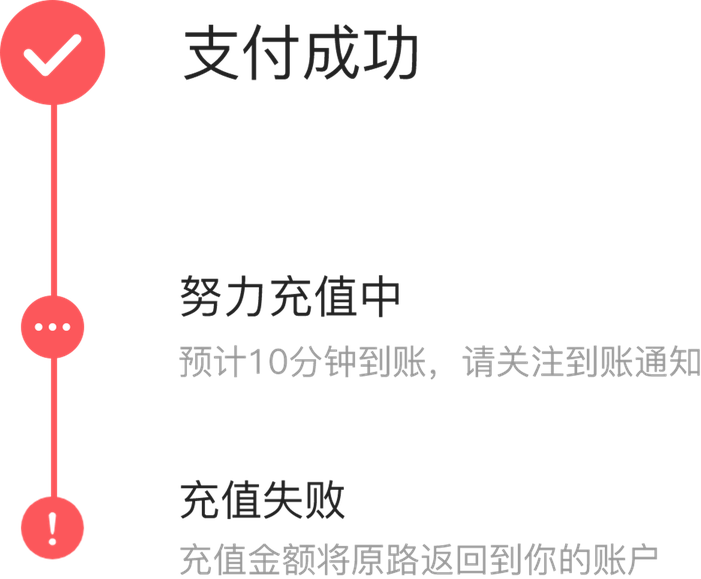 支付成功
努力充值中
预计10分钟到账，请关注到账通知
充值失败
充值金额将原路返回到你的账户